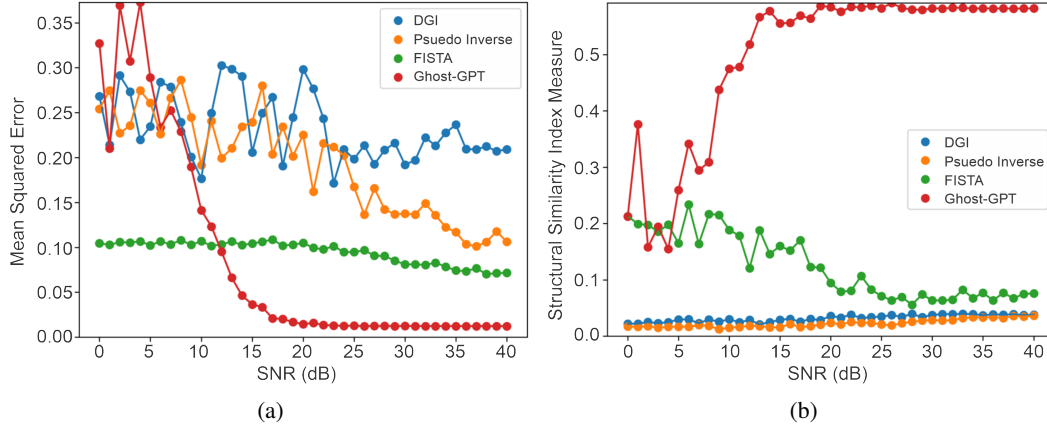 DGI
Psuedo Inverse
FISTA
Ghost-GPT
Mean Squared Error
0.35
0.30
0.25
0.20
0.15
0.10
0.05
0.00
0 5 10 15 20 25 30 35 40
SNR (dB)
(a)
Structural Similarity Index Measure
0.5
0.4
0.3
0.2
0.1
0.0
DGI
Psuedo Inverse
FISTA
Ghost-GPT
0 5 10 15 20 25 30 35 40
SNR (dB)
(b)